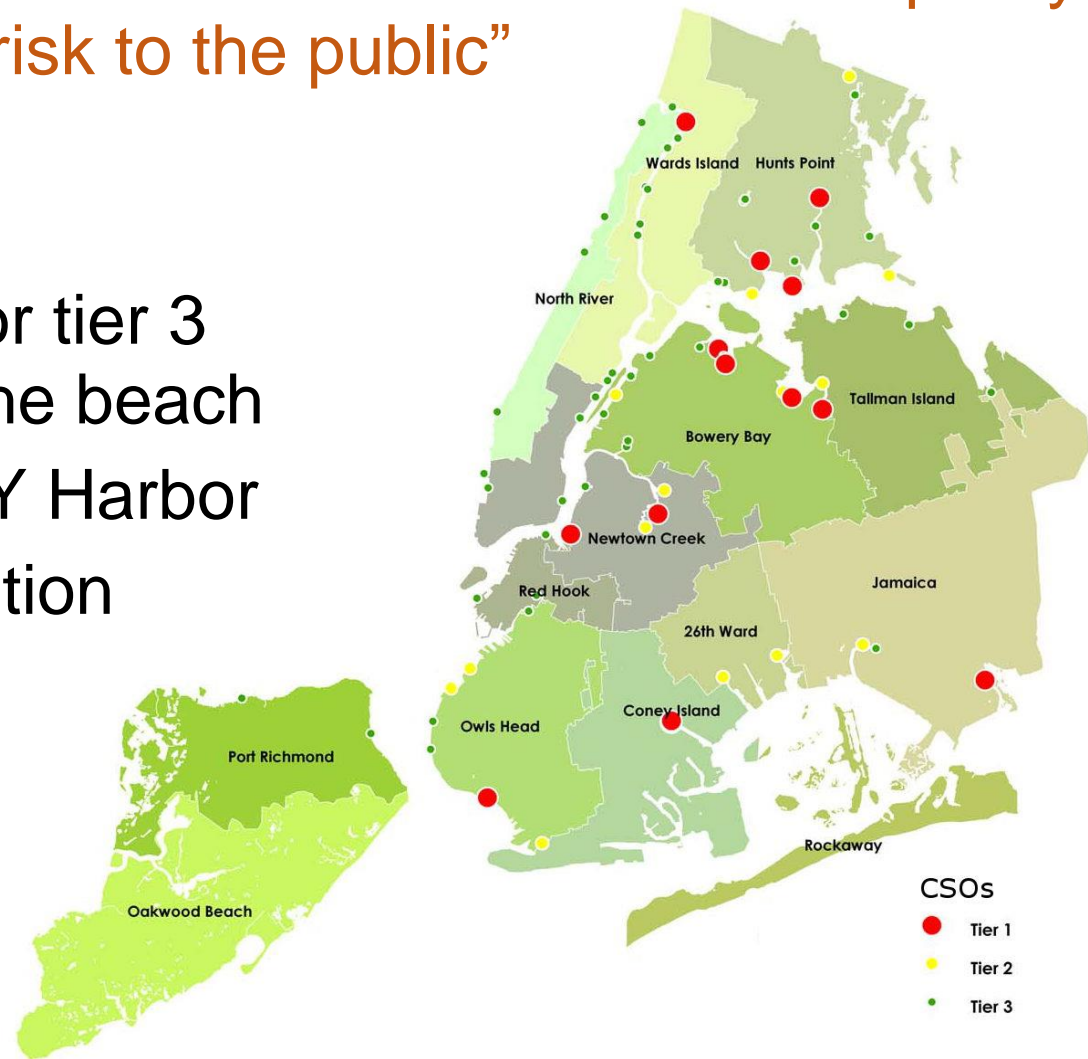 risk to the public”
or tier 3
ne beach
Y Harbor
tion
Wards Island
Hunts Point
North River
Tallman Island
Bowery Bay
Newtown Creek
Jamaica
Red Hook
26th Ward
Coney Island
Owls Head
Port Richmond
Rockaway
Oakwood Beach
CSOs
Tier 1
Tier 2
Tier 3